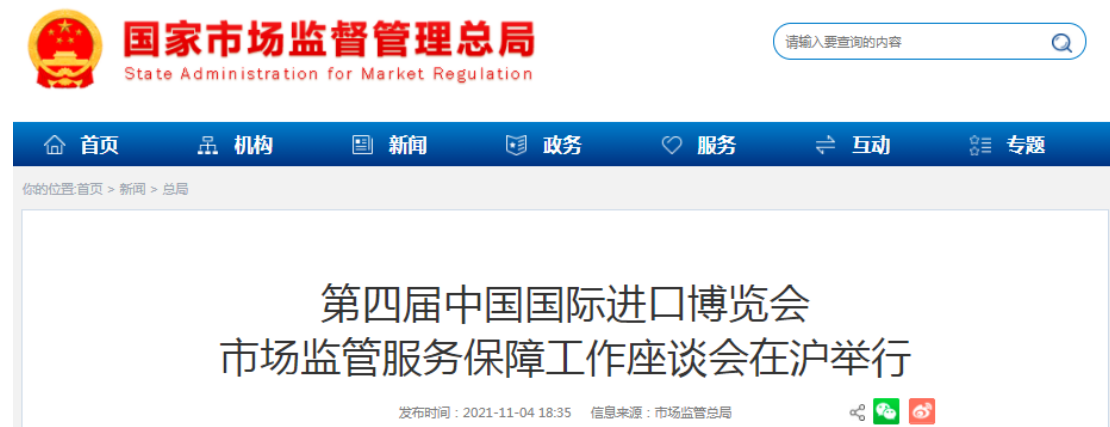 国家市场监督管理总局
State Administration for Market Regulation
请输入要查询的内容
首页 机构 新闻 政务 服务 互动 专题
你的位置:首页 > 新闻 > 总局
第四届中国国际进口博览会
市场监管服务保障工作座谈会在沪举行
发布时间：2021-11-04 18:35 信息来源：市场监管总局